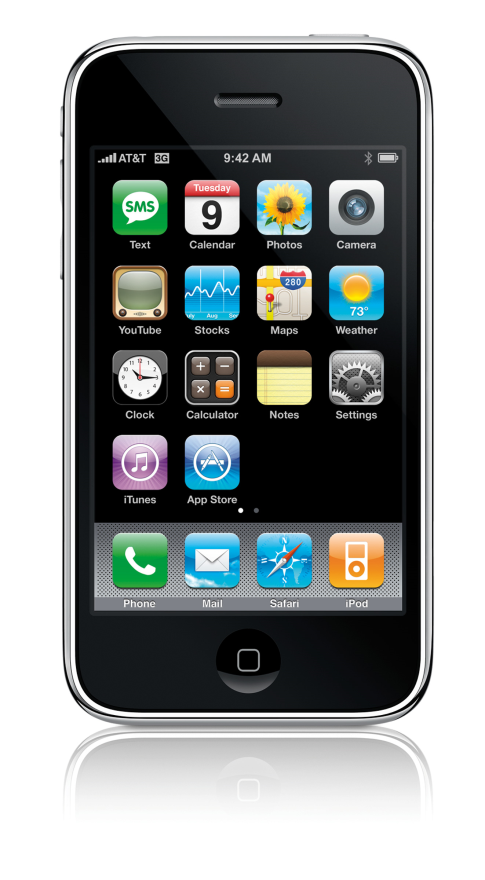 AT&T 3G 9:42 AM
SMS
Tuesday
9
Text Calendar Photos Camera
280
73°
YouTube Stocks Maps Weather
Clock Calculator Notes Settings
iTunes App Store
Phone Mail Safari iPod